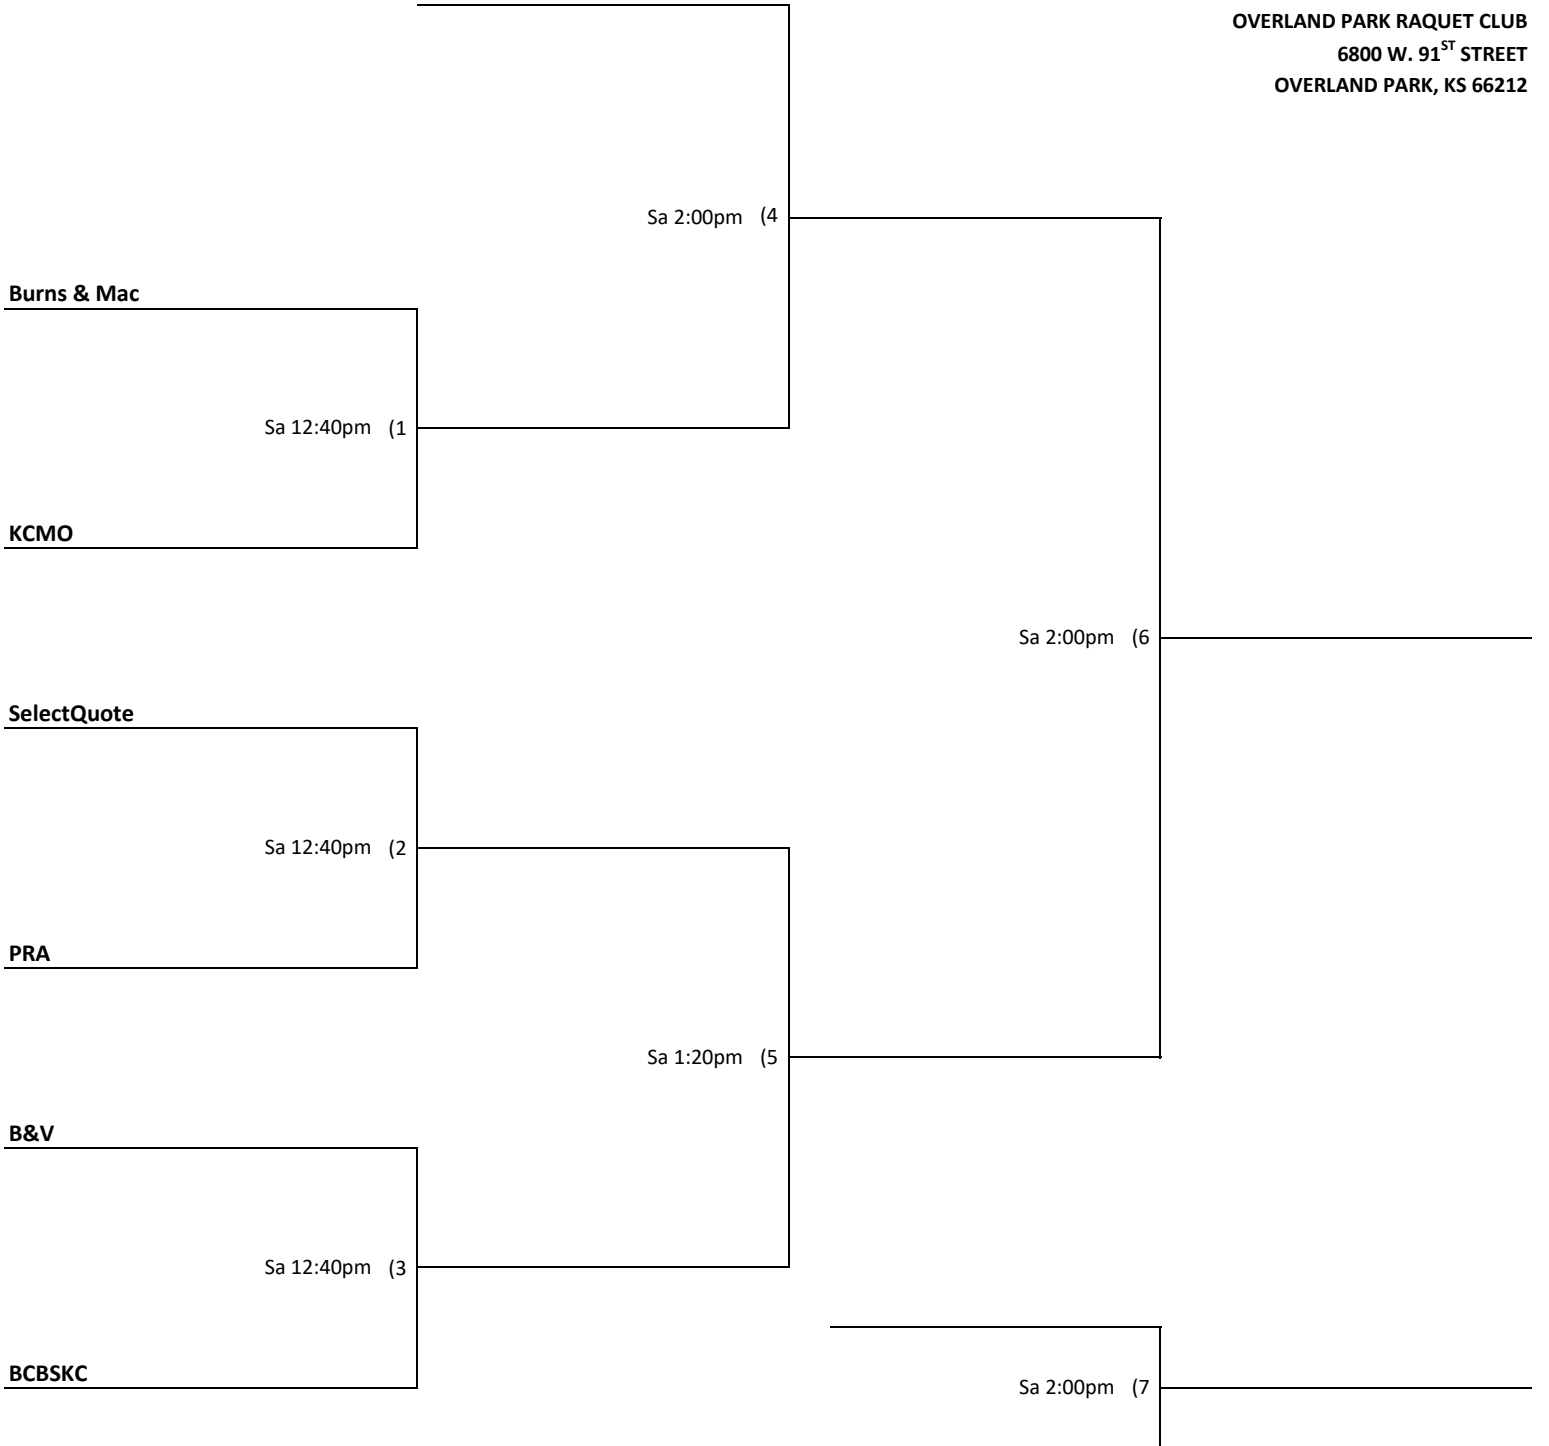 OVERLAND PARK RAQUET CLUB
6800 W. 91ST STREET
OVERLAND PARK, KS 66212
Sa 2:00pm (4
Burns & Mac
Sa 12:40pm (1
KCMO
Sa 2:00pm (6
SelectQuote
Sa 12:40pm (2
PRA
Sa 1:20pm (5
B&V
Sa 12:40pm (3
BCBSKC
Sa 2:00pm (7